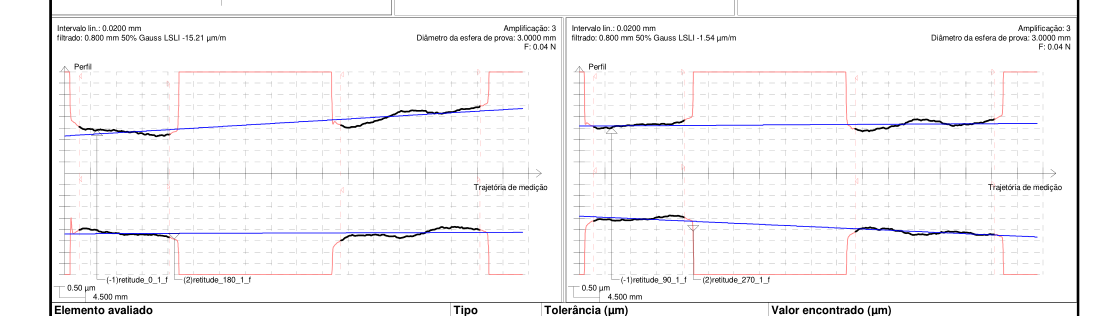 Intervalo lin.: 0.0200 mm
filtrado: 0.800 mm 50% Gauss LSLI -15.21 µm/m
Amplificação: 3
Diâmetro da esfera de prova: 3.0000 mm
F: 0.04 N
Perfil
Trajetória de medição
(-1)retitude_0_1_f
(2)retitude_180_1_f
0.50 µm
4.500 mm
Intervalo lin.: 0.0200 mm
filtrado: 0.800 mm 50% Gauss LSLI -1.54 µm/m
Amplificação: 3
Diâmetro da esfera de prova: 3.0000 mm
F: 0.04 N
Perfil
Trajetória de medição
(-1)retitude_90_1_f
(2)retitude_270_1_f
0.50 µm
4.500 mm
Elemento avaliado Tipo Tolerância (µm) Valor encontrado (µm)